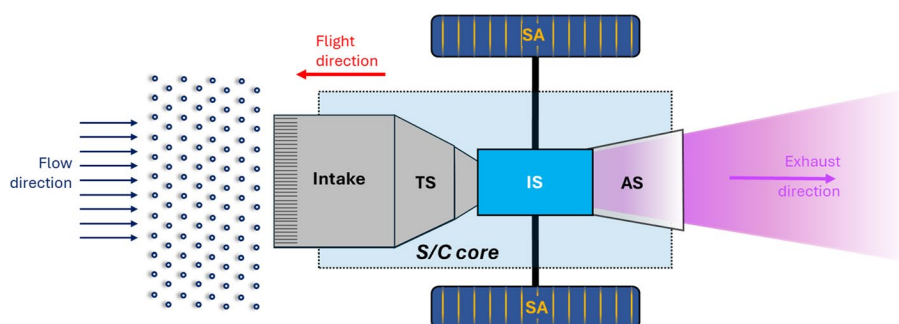 SA
Flight
direction
Flow
direction
Intake
TS
IS
AS
Exhaust
direction
S/C core
SA